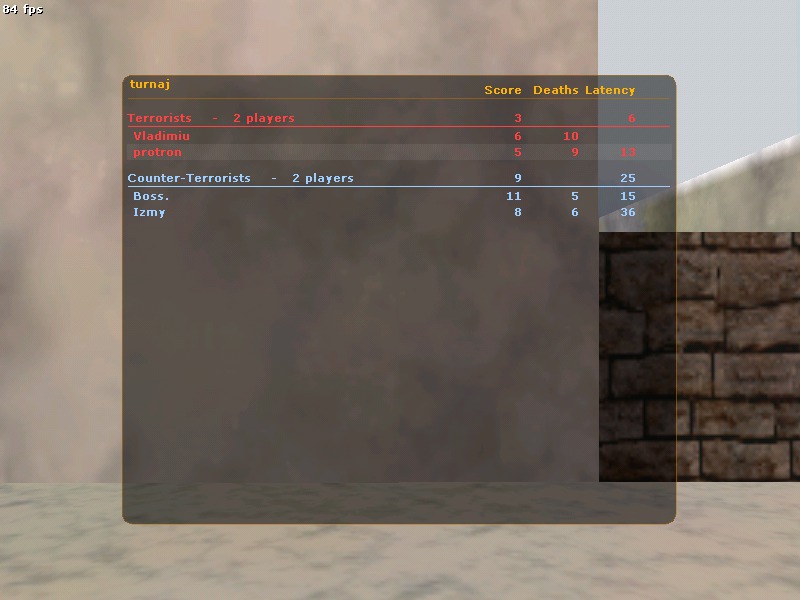 84 fps
turnaj
Score Deaths Latency
Terrorists - 2 players 3 6
Vladimiu 6 10
protron 5 9 13
Counter-Terrorists - 2 players 9 25
Boss. 11 5 15
Izmy 8 6 36